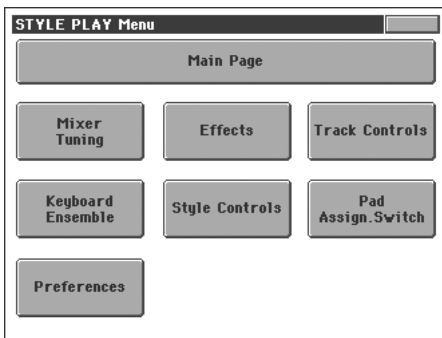 STYLE PLAY Menu
Main Page
Mixer
Tuning
Effects
Track Controls
Keyboard
Ensemble
Style Controls
Pad
Assign.Switch
Preferences